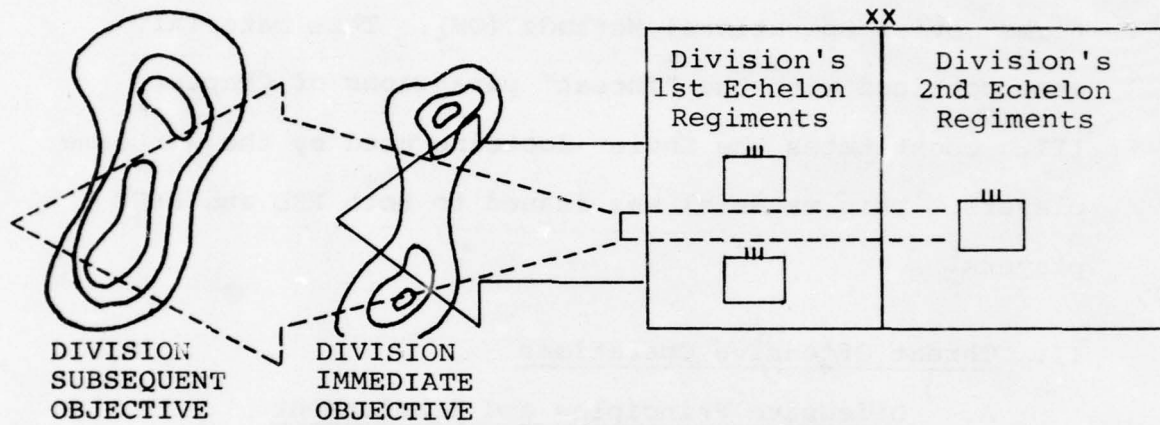 XX
Division's
1st Echelon
Regiments
Division's
2nd Echelon
Regiments
III
III
III
DIVISION
SUBSEQUENT
OBJECTIVE
DIVISION
IMMEDIATE
OBJECTIVE